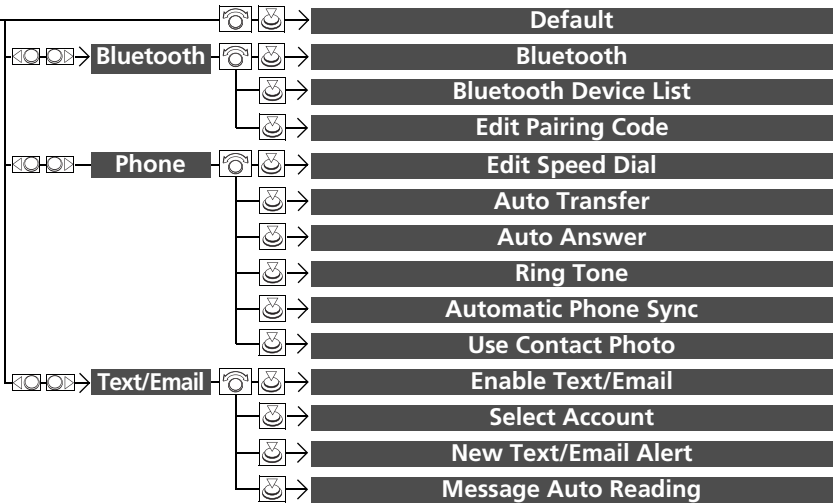 Default
Bluetooth Bluetooth
Bluetooth Device List
Edit Pairing Code
Phone Edit Speed Dial
Auto Transfer
Auto Answer
Ring Tone
Automatic Phone Sync
Use Contact Photo
Text/Email Enable Text/Email
Select Account
New Text/Email Alert
Message Auto Reading